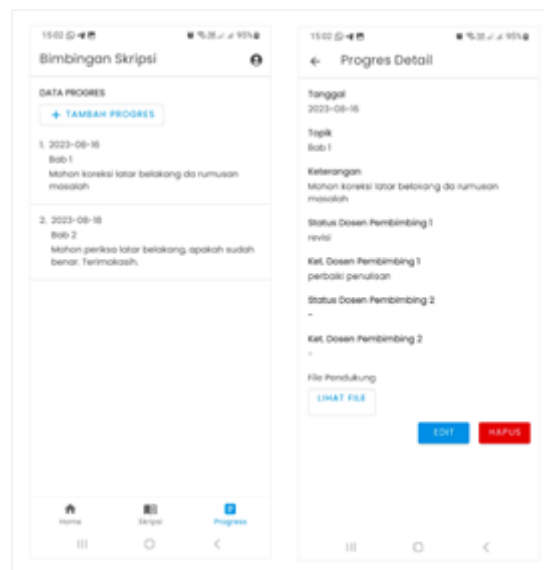 15:02
95%
Bimbingan Skripsi
DATA PROGRES
+ TAMBAH PROGRES
1. 2023-08-16
Bab 1
Mohon koreksi latar belakang da rumusan
masalah
2. 2023-08-18
Bab 2
Mohon periksa latar belakang, apakah sudah
benar. Terimakasih.
Home
Skripsi
Progress
15:02
95%
Progres Detail
Tanggal
2023-08-16
Topik
Bab 1
Keterangan
Mohon koreksi latar belakang da rumusan
masalah
Status Dosen Pembimbing 1
revisi
Ket. Dosen Pembimbing 1
perbaiki penulisan
Status Dosen Pembimbing 2
-
Ket. Dosen Pembimbing 2
-
File Pendukung
LIHAT FILE
EDIT
HAPUS